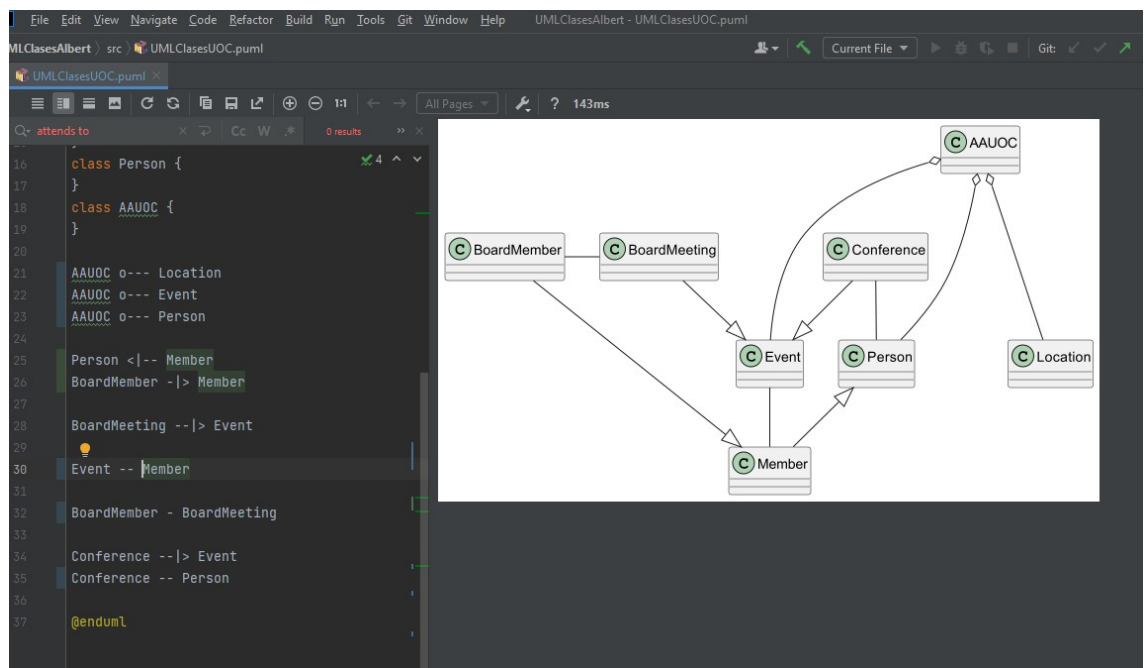 File Edit View Navigate Code Refactor Build Run Tools Git Window Help UMLClasesAlbert - UMLClasesUOC.puml
MLClasesAlbert src UMLClasesUOC.puml Current File Git:
UMLClasesUOC.puml
All Pages ? 143ms
attends to Cc W .* 0 results
16 class Person { 4
17 }
18 class AAUOC {
19 }
20
21 AAUOC o--- Location
22 AAUOC o--- Event
23 AAUOC o--- Person
24
25 Person <|-- Member
26 BoardMember -|> Member
27
28 BoardMeeting --|> Event
29
30 Event -- Member
31
32 BoardMember - BoardMeeting
33
34 Conference --|> Event
35 Conference -- Person
36
37 @enduml
C AAUOC
C BoardMember
C BoardMeeting
C Conference
C Event
C Person
C Location
C Member